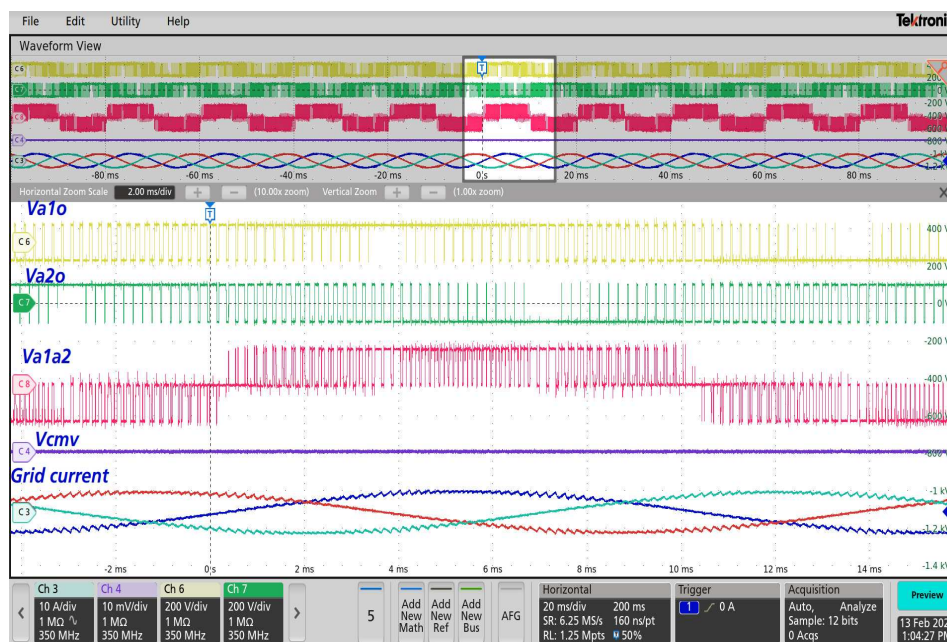 File Edit Utility Help Tektroni
Waveform View
C6
C7 0 V
C8
C4
C3
-80 ms -60 ms -40 ms -20 ms 0 s 20 ms 40 ms 60 ms 80 ms
Horizontal Zoom Scale 2.00 ms/div + − (10.00x zoom) Vertical Zoom + − (1.00x zoom) X
T
Va1o
C 6 400 V
200 V
Va2o
C 7 0 V
-200 V
Va1a2
C 8 -400 V
-600 V
Vcmv
C 4 -800 V
Grid current
-1 kV
C 3
-1.2 kV
-2 ms 0 s 2 ms 4 ms 6 ms 8 ms 10 ms 12 ms 14 ms -1.4 kV
Ch 3 Ch 4 Ch 6 Ch 7 Horizontal Trigger Acquisition Preview
10 A/div 10 mV/div 200 V/div 200 V/div 5 Add New Math Add New Ref Add New Bus AFG 20 ms/div 200 ms 1 0 A Auto, Analyze
1 MΩ 1 MΩ 1 MΩ 1 MΩ SR: 6.25 MS/s 160 ns/pt Sample: 12 bits 13 Feb 202
350 MHz 350 MHz 350 MHz 350 MHz RL: 1.25 Mpts 50% 0 Acqs 1:04:27 PM